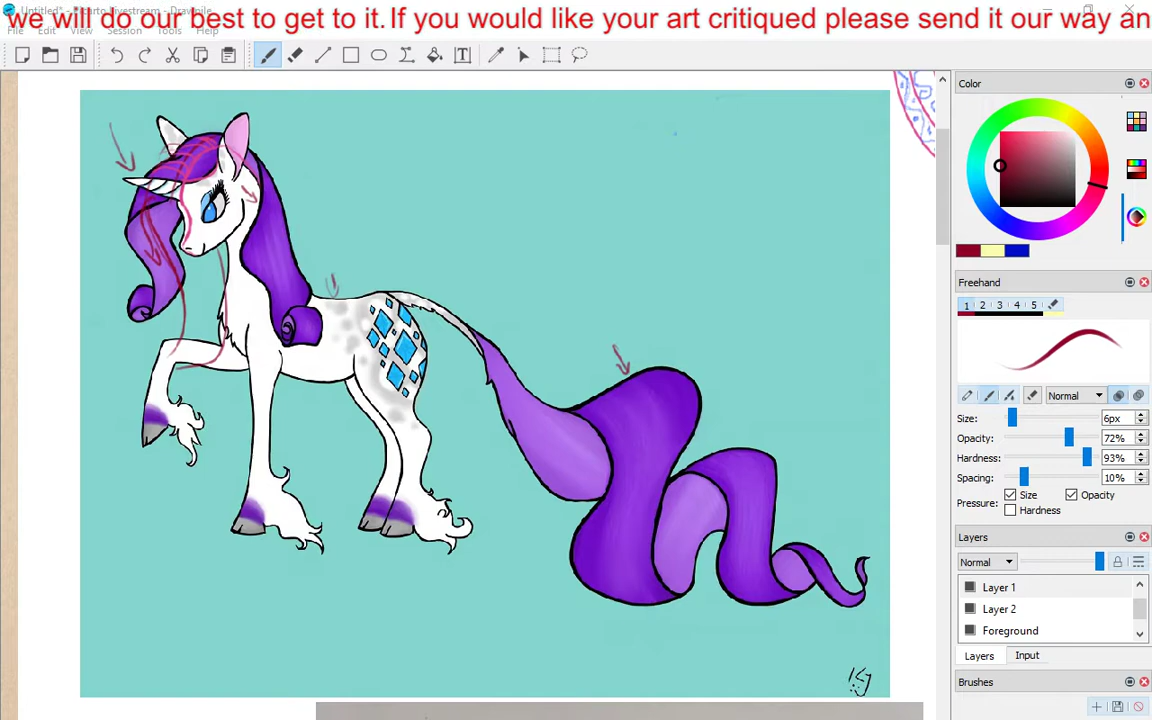 we will do our best to get to it. If you would like your art critiqued please send it our way an
File Edit View Session Tools Help
Color
Freehand
1 2 3 4 5
Normal
Size: 6px
Opacity: 72%
Hardness: 93%
Spacing: 10%
Pressure: Size Opacity
Hardness
Layers
Normal
Layer 1
Layer 2
Foreground
Layers Input
Brushes